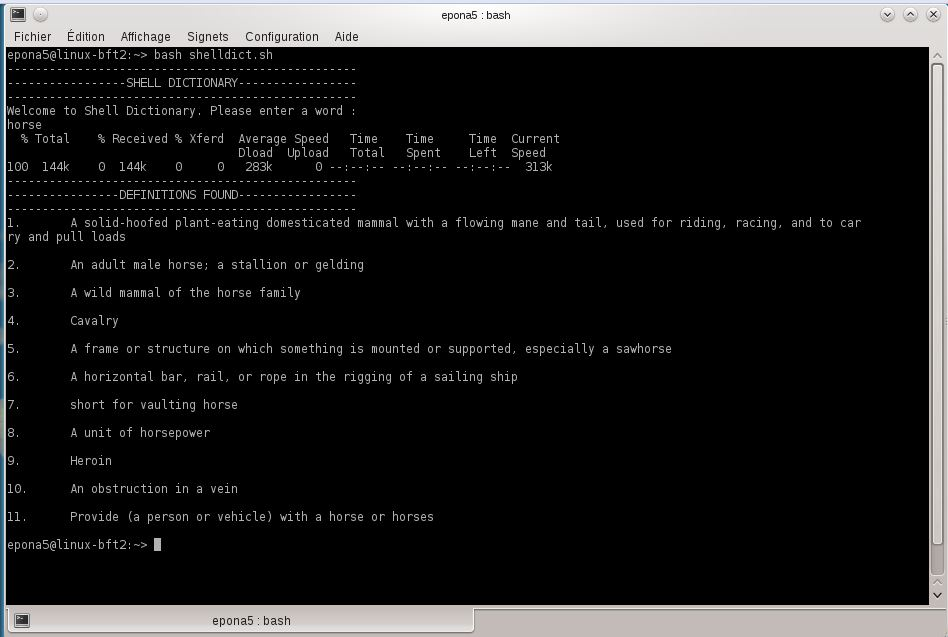 epona5 : bash
Fichier Édition Affichage Signets Configuration Aide
epona5@linux-bft2:~> bash shelldict.sh
--------------------------------------------------
-----------------SHELL DICTIONARY-----------------
--------------------------------------------------
Welcome to Shell Dictionary. Please enter a word :
horse
  % Total    % Received % Xferd  Average Speed   Time    Time     Time  Current
                                 Dload  Upload   Total   Spent    Left  Speed
100  144k    0  144k    0     0   283k      0 --:--:-- --:--:-- --:--:--  313k
--------------------------------------------------
----------------DEFINITIONS FOUND-----------------
--------------------------------------------------
1.       A solid-hoofed plant-eating domesticated mammal with a flowing mane and tail, used for riding, racing, and to car
ry and pull loads
2.       An adult male horse; a stallion or gelding
3.       A wild mammal of the horse family
4.       Cavalry
5.       A frame or structure on which something is mounted or supported, especially a sawhorse
6.       A horizontal bar, rail, or rope in the rigging of a sailing ship
7.       short for vaulting horse
8.       A unit of horsepower
9.       Heroin
10.      An obstruction in a vein
11.      Provide (a person or vehicle) with a horse or horses
epona5@linux-bft2:~>
epona5 : bash